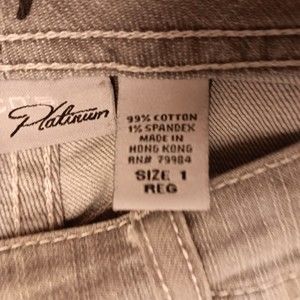 Platinum
99% COTTON
1% SPANDEX
MADE IN
HONG KONG
RN# 79984
SIZE 1
REG